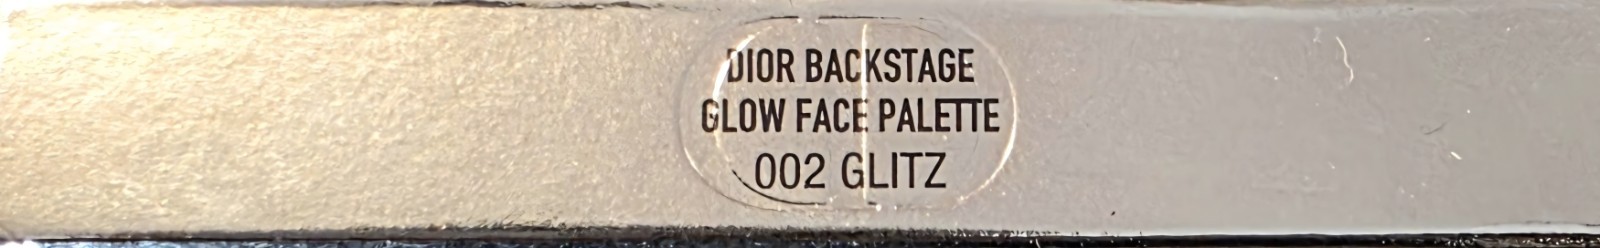 DIOR BACKSTAGE
GLOW FACE PALETTE
002 GLITZ